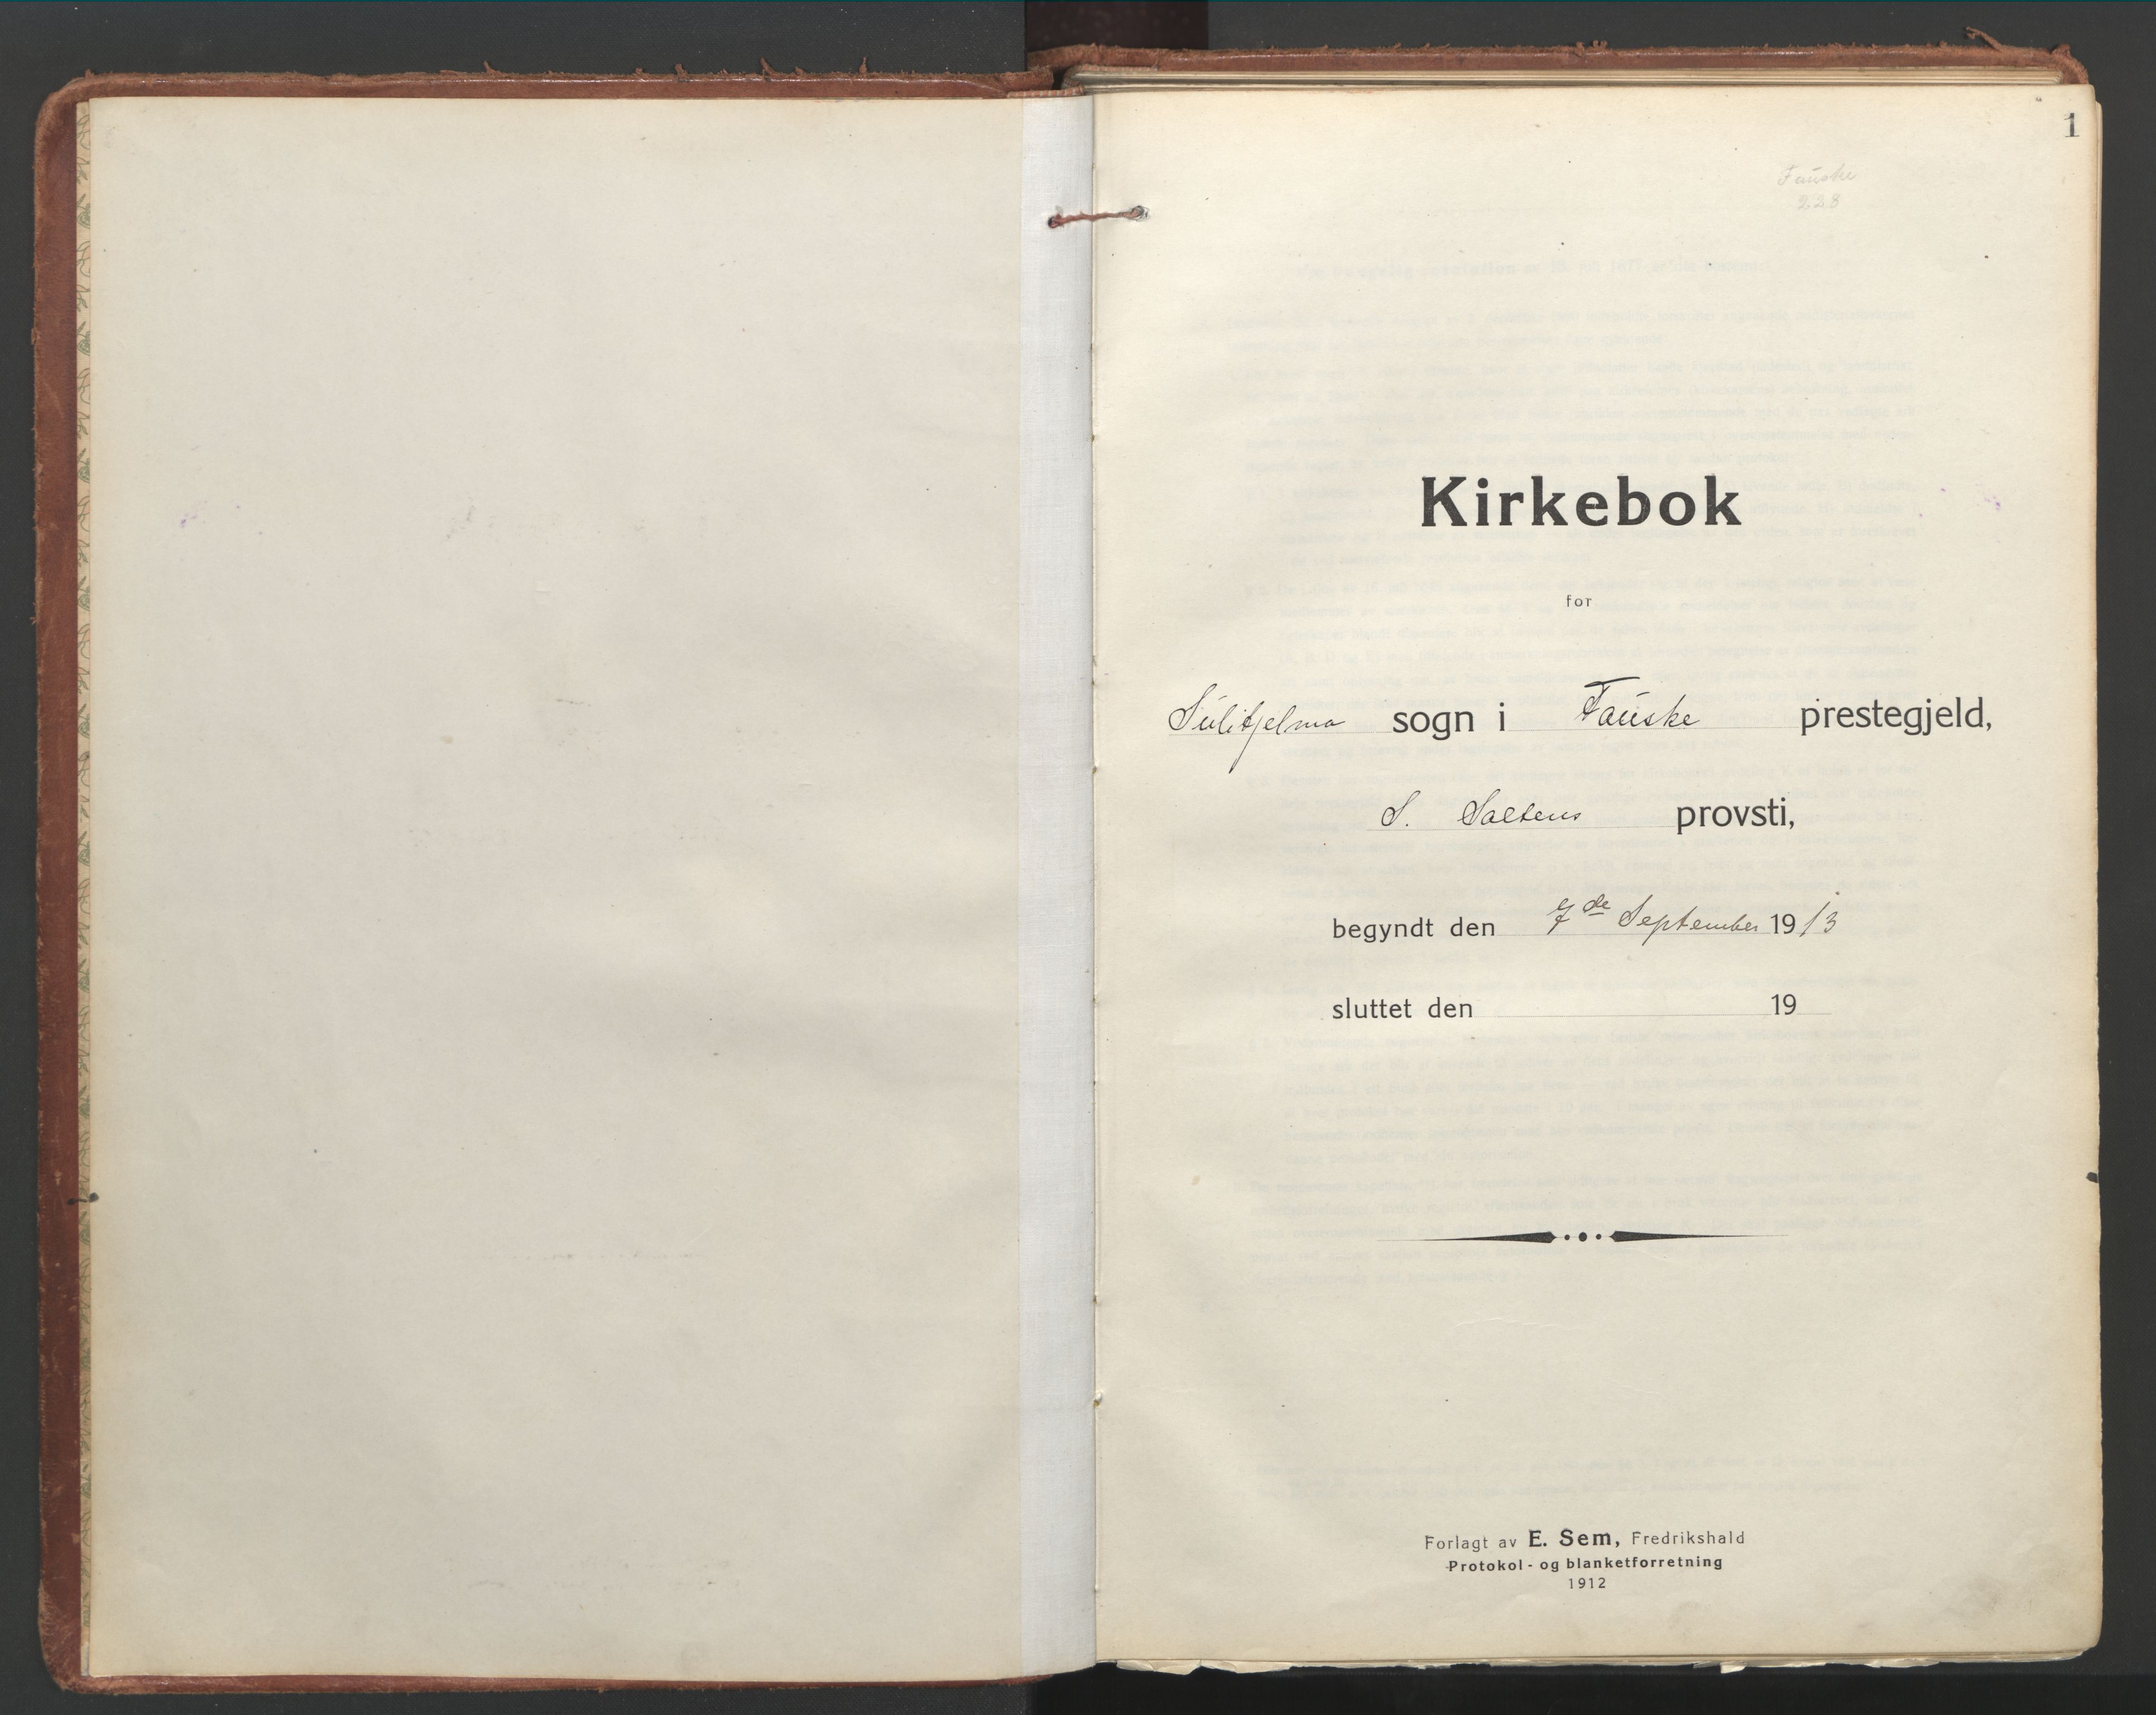 1
Fauske
228
Kirkebok
for
Sulitjelma sogn i Fauske prestegjeld,
S. Saltens provsti,
begyndt den 7de September 1913
sluttet den 19
Forlagt av E. Sem, Fredrikshald
Protokol- og blanketforretning
1912